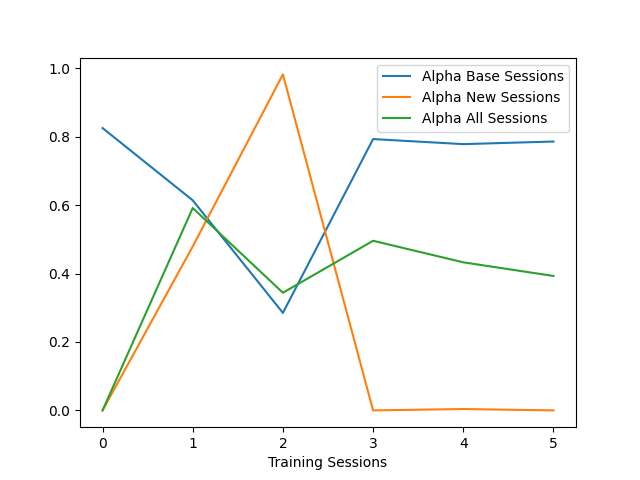 Alpha Base Sessions
Alpha New Sessions
Alpha All Sessions
1.0
0.8
0.6
0.4
0.2
0.0
0 1 2 3 4 5
Training Sessions